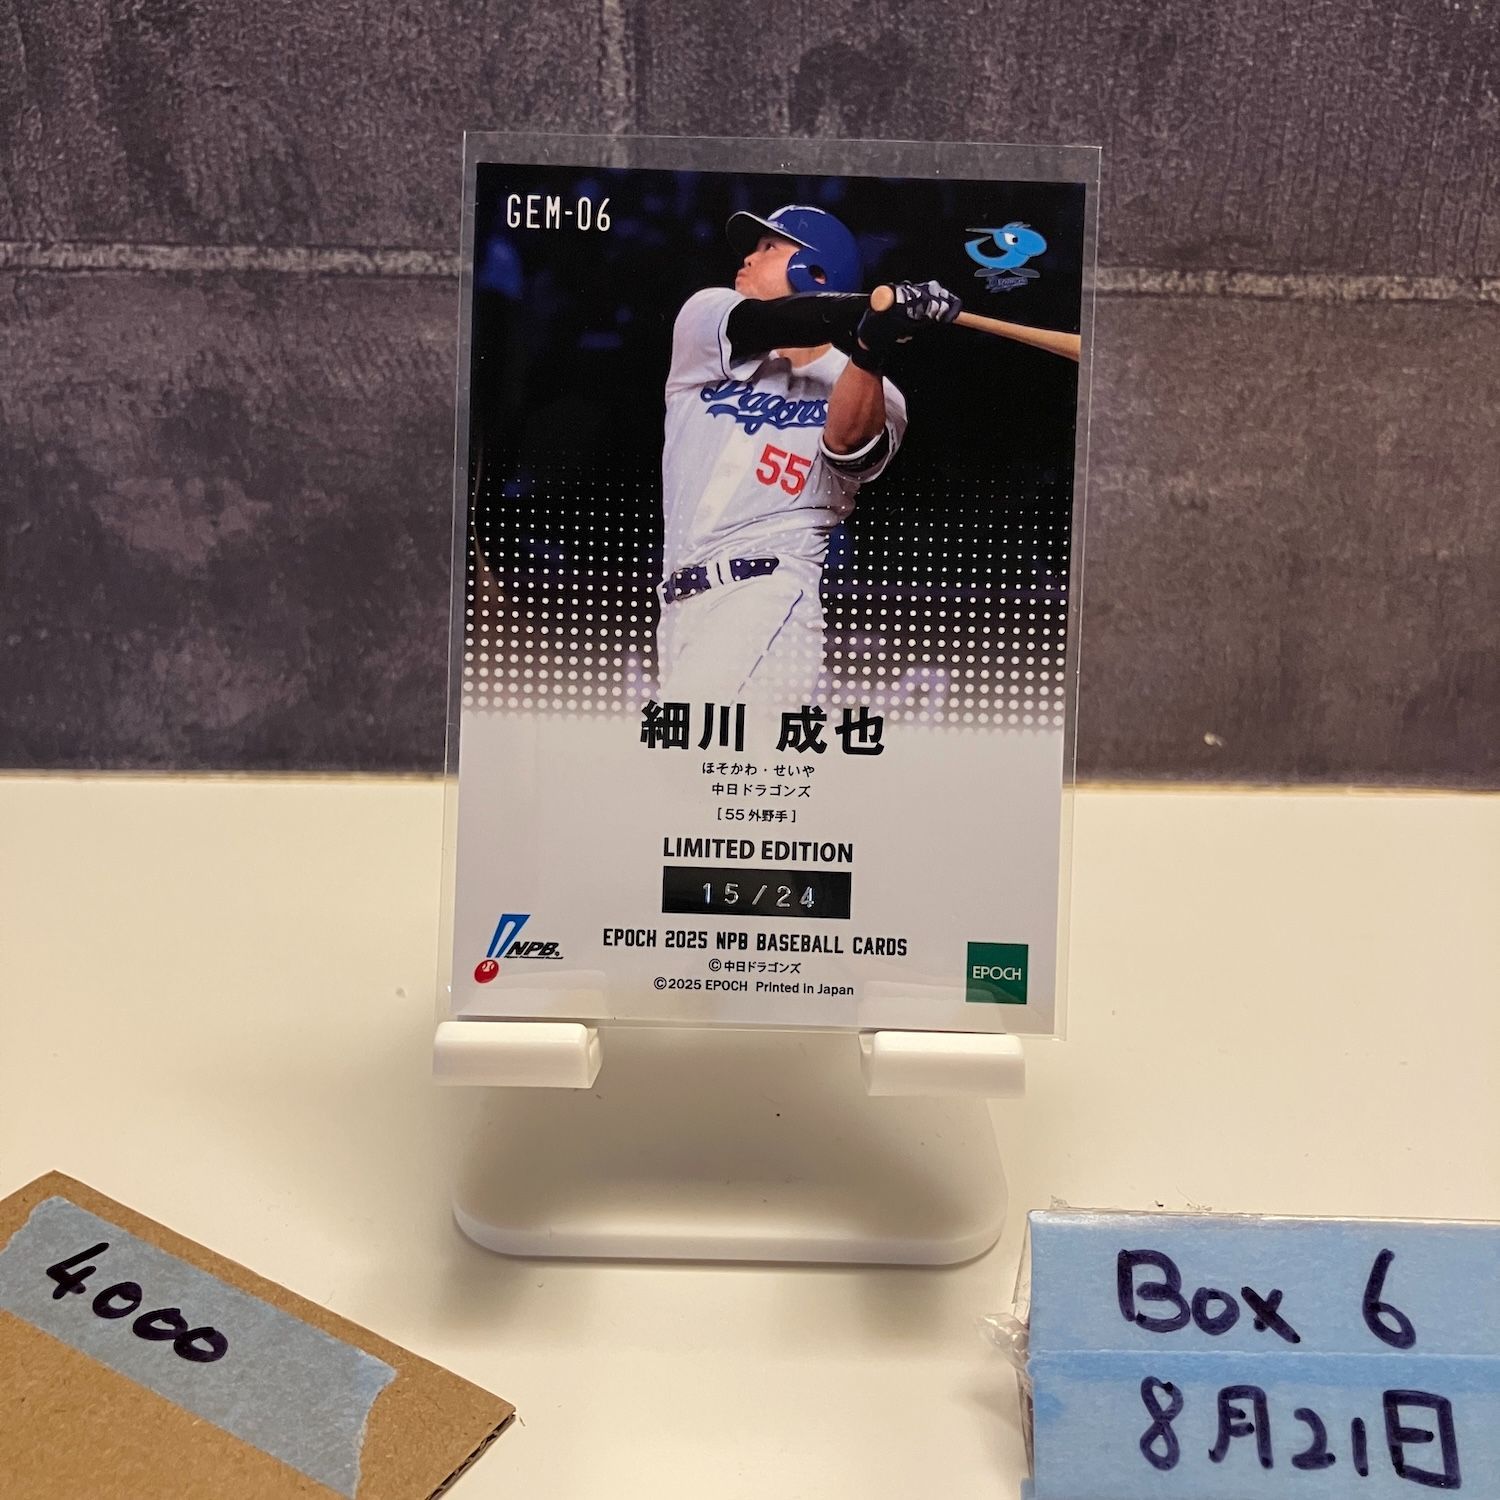 GEM-06
Dragons
55
細川 成也
ほそかわ・せいや
中日ドラゴンズ
[55 外野手]
LIMITED EDITION
15/24
NPB
EPOCH 2025 NPB BASEBALL CARDS
©中日ドラゴンズ
©2025 EPOCH Printed in Japan
EPOCH
4000
Box 6
8月21日